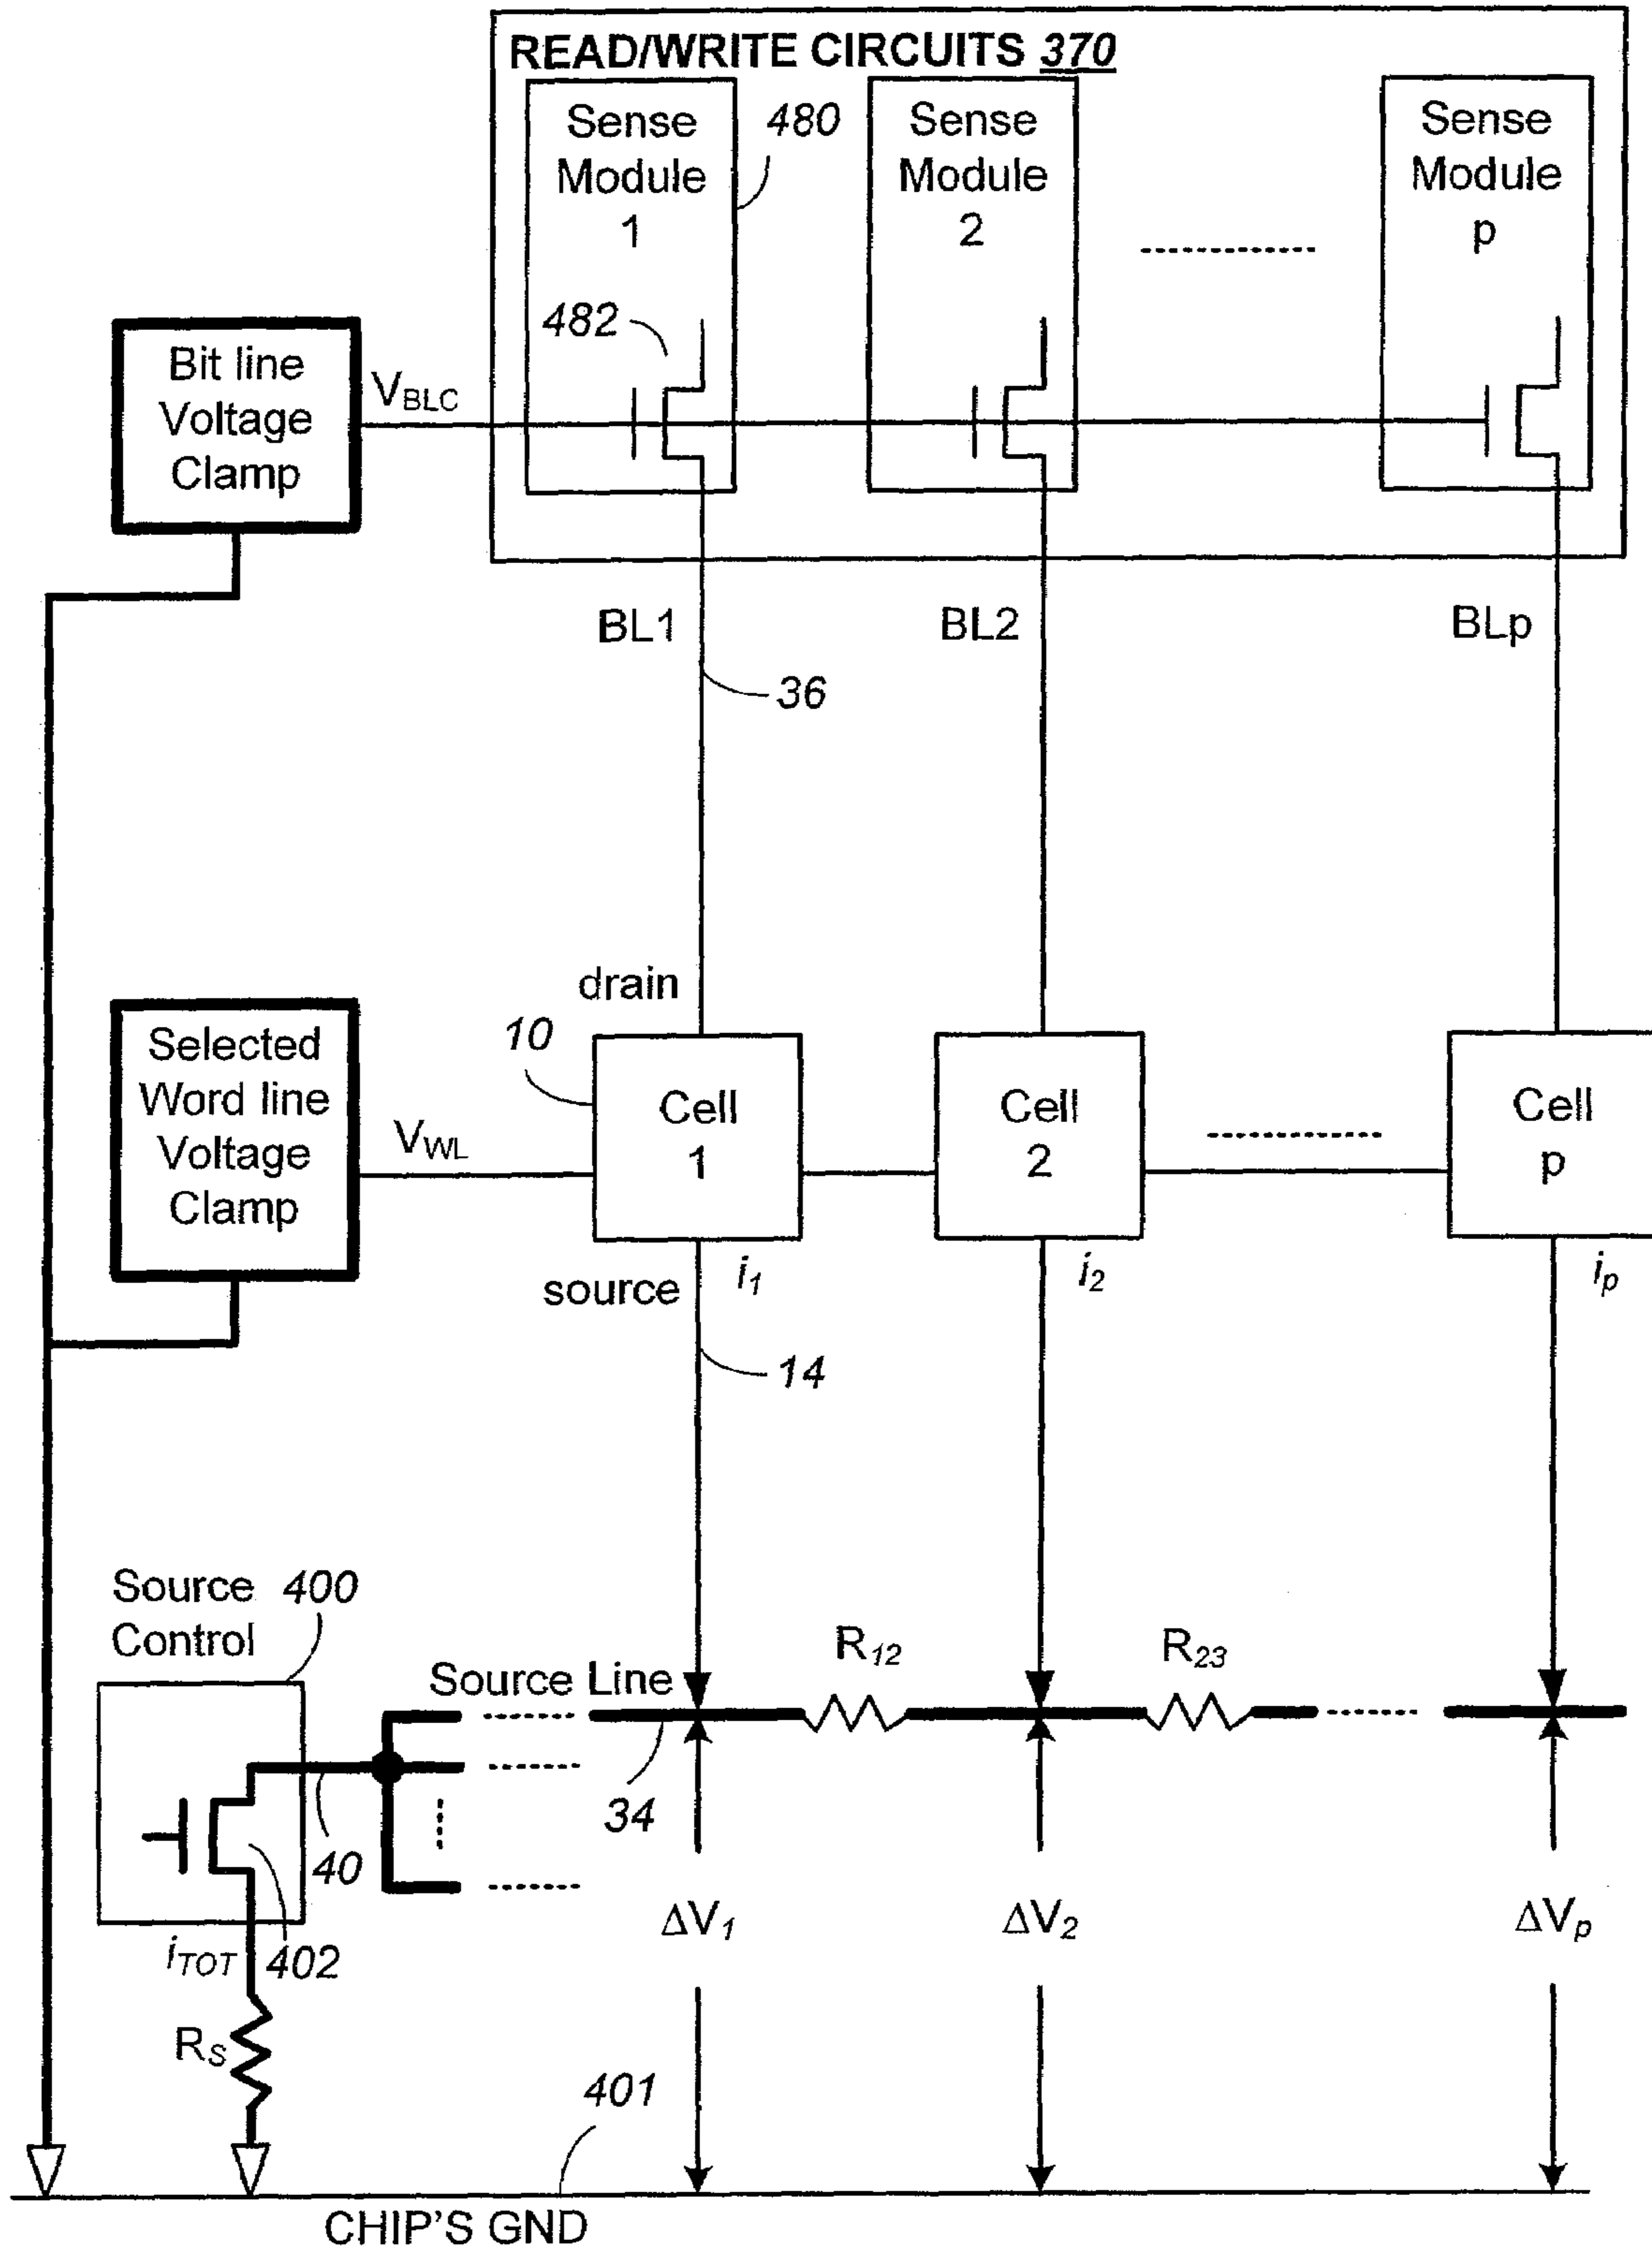 READ/WRITE CIRCUITS 370
Sense
Module
1
480
Sense
Module
2
Sense
Module
p
482
Bit line
Voltage
Clamp
VBLC
BL1
BL2
BLp
36
drain
10
Selected
Word line
Voltage
Clamp
VWL
Cell
1
Cell
2
Cell
p
source
i1
i2
ip
14
Source
Control
400
Source Line
R12
R23
34
40
ΔV1
ΔV2
ΔVp
iTOT
402
RS
401
CHIP'S GND